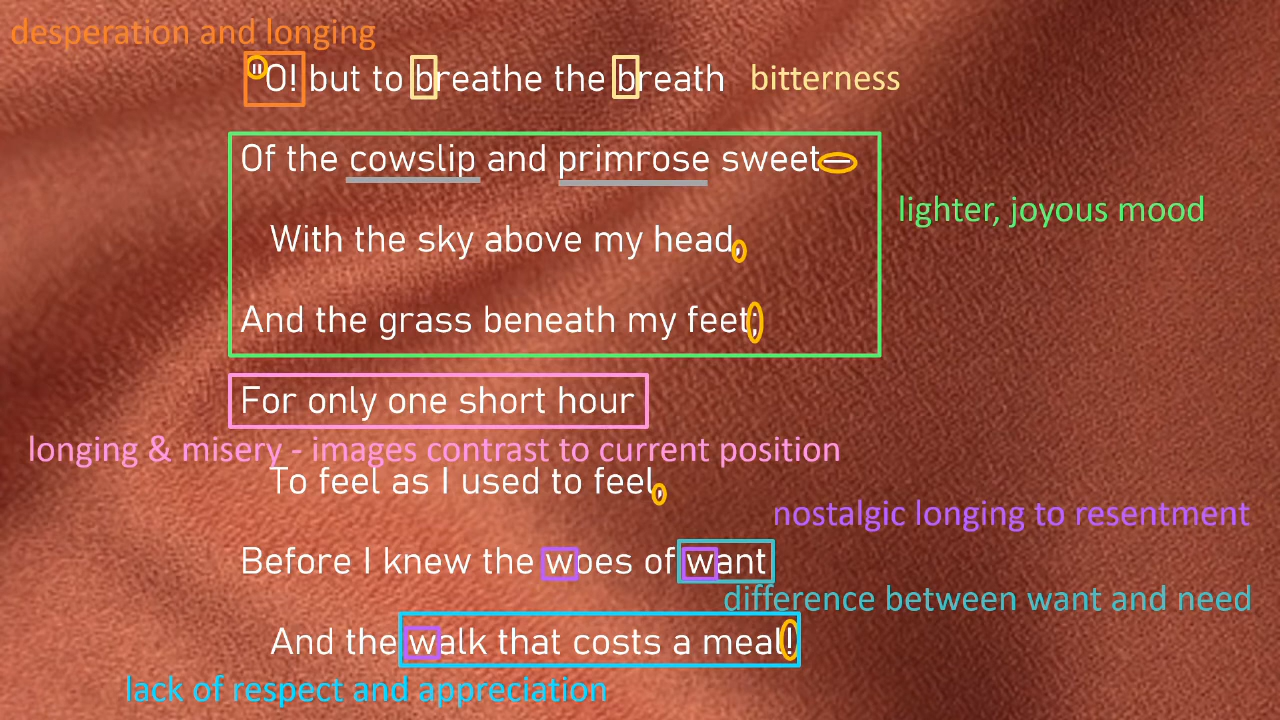 desperation and longing
"O! but to breathe the breath bitterness
Of the cowslip and primrose sweet—
lighter, joyous mood
With the sky above my head,
And the grass beneath my feet;
For only one short hour
longing & misery - images contrast to current position
To feel as I used to feel,
nostalgic longing to resentment
Before I knew the woes of want
difference between want and need
And the walk that costs a meal!
lack of respect and appreciation